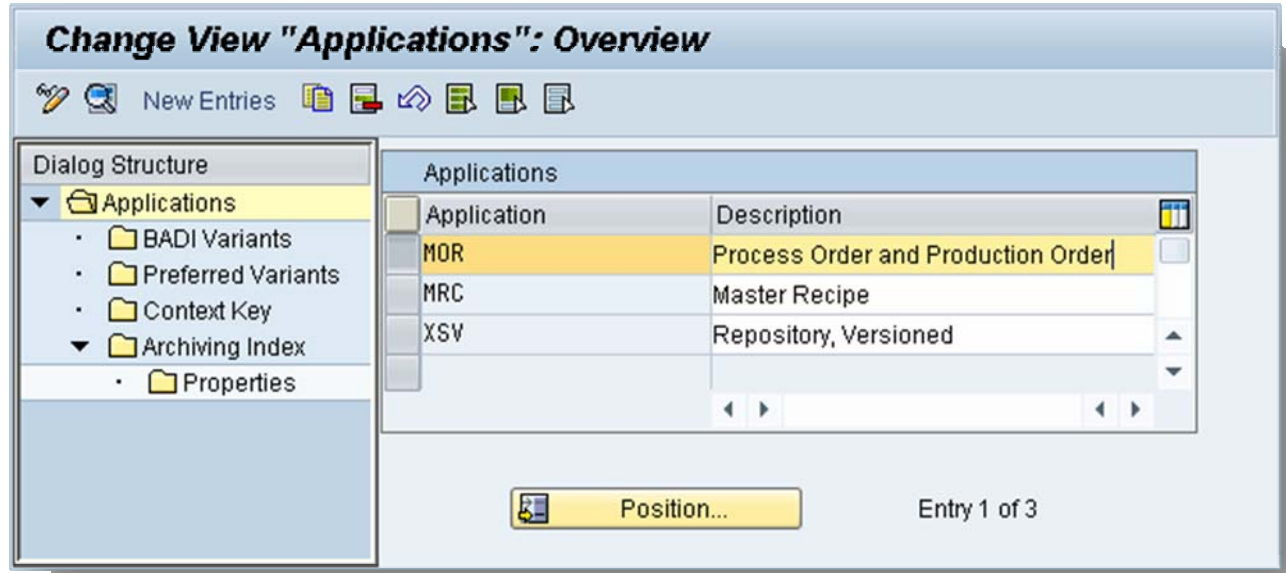 Change View "Applications": Overview
New Entries
Dialog Structure
Applications
BADI Variants
Preferred Variants
Context Key
Archiving Index
Properties
Applications
Application Description
MOR Process Order and Production Order
MRC Master Recipe
XSV Repository, Versioned
Position... Entry 1 of 3